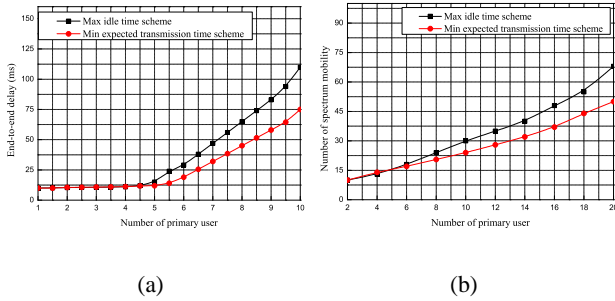 Max idle time scheme
Min expected transmission time scheme
End-to-end delay (ms)
150
125
100
75
50
25
0
1 2 3 4 5 6 7 8 9 10
Number of primary user
(a)
Max idle time scheme
Min expected transmission time scheme
Number of spectrum mobility
90
75
60
45
30
15
0
2 4 6 8 10 12 14 16 18 20
Number of primary user
(b)